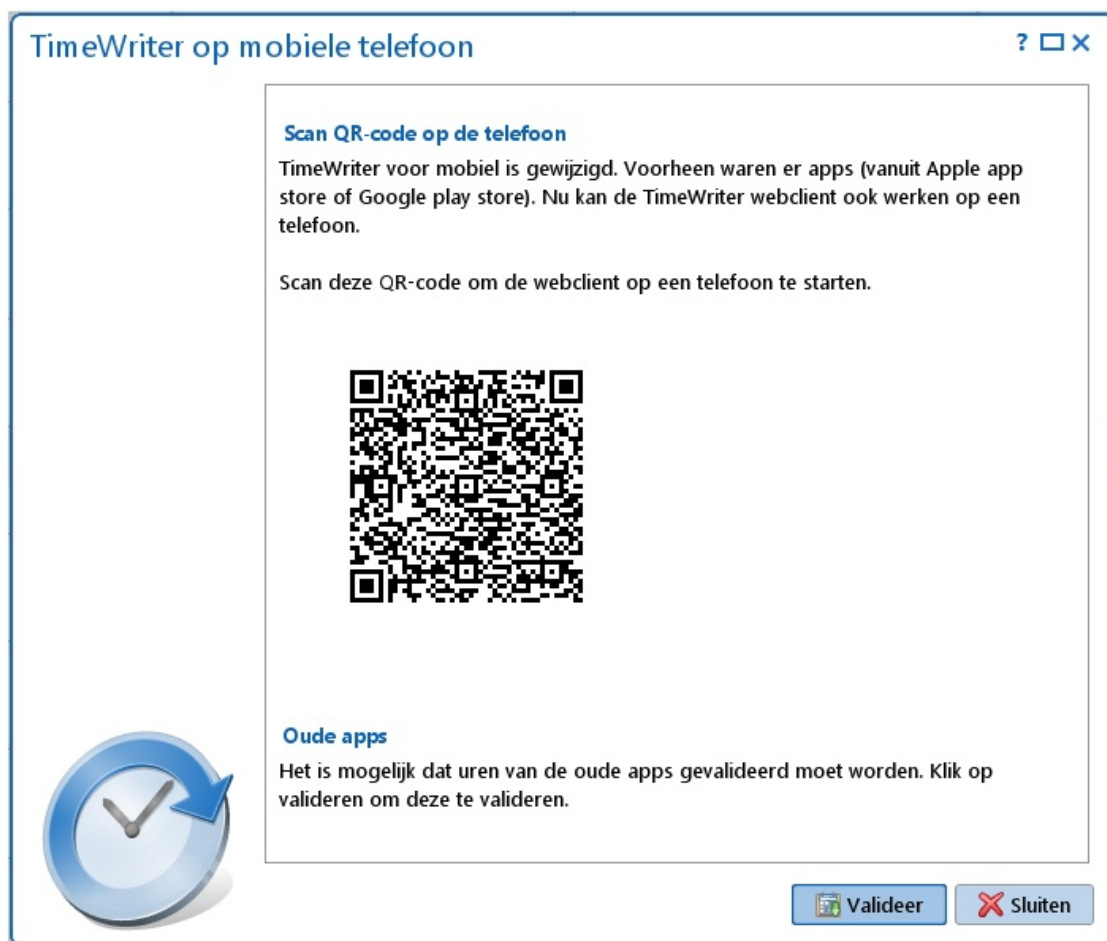 TimeWriter op mobiele telefoon
?
Scan QR-code op de telefoon
TimeWriter voor mobiel is gewijzigd. Voorheen waren er apps (vanuit Apple app
store of Google play store). Nu kan de TimeWriter webclient ook werken op een
telefoon.
Scan deze QR-code om de webclient op een telefoon te starten.
Oude apps
Het is mogelijk dat uren van de oude apps gevalideerd moet worden. Klik op
valideren om deze te valideren.
Valideer
Sluiten